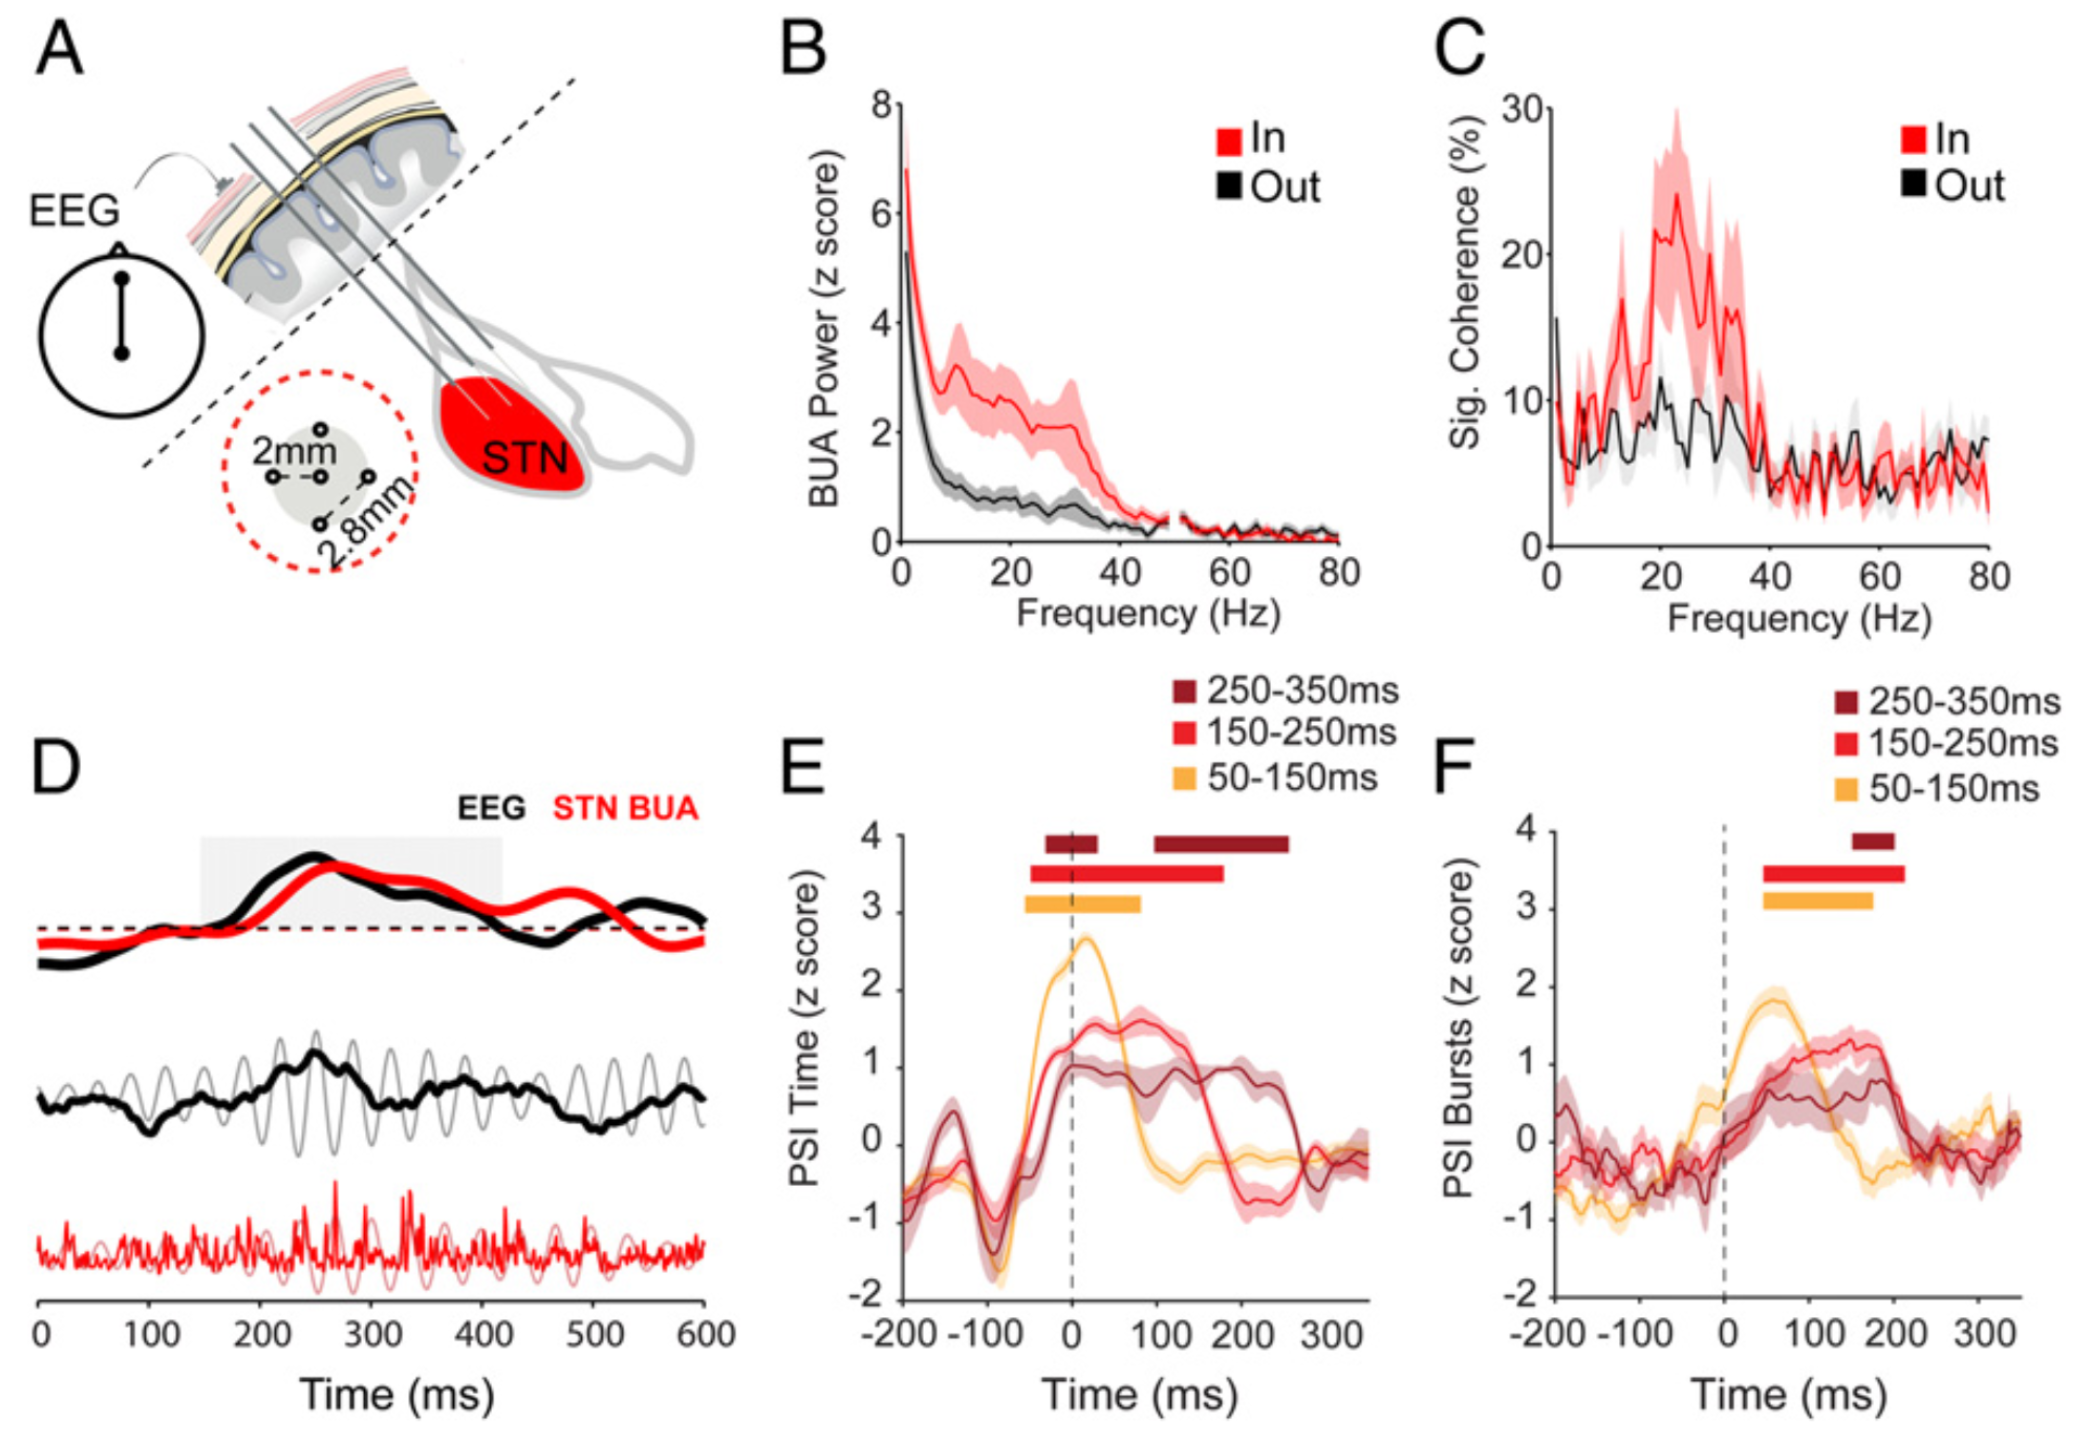 A
EEG
2mm
2.8mm
STN
B
8
6
4
2
0
BUA Power (z score)
In
Out
0 20 40 60 80
Frequency (Hz)
C
30
20
10
0
Sig. Coherence (%)
In
Out
0 20 40 60 80
Frequency (Hz)
D
EEG STN BUA
0 100 200 300 400 500 600
Time (ms)
E
250-350ms
150-250ms
50-150ms
4
3
2
1
0
-1
-2
PSI Time (z score)
-200 -100 0 100 200 300
Time (ms)
F
250-350ms
150-250ms
50-150ms
4
3
2
1
0
-1
-2
PSI Bursts (z score)
-200 -100 0 100 200 300
Time (ms)